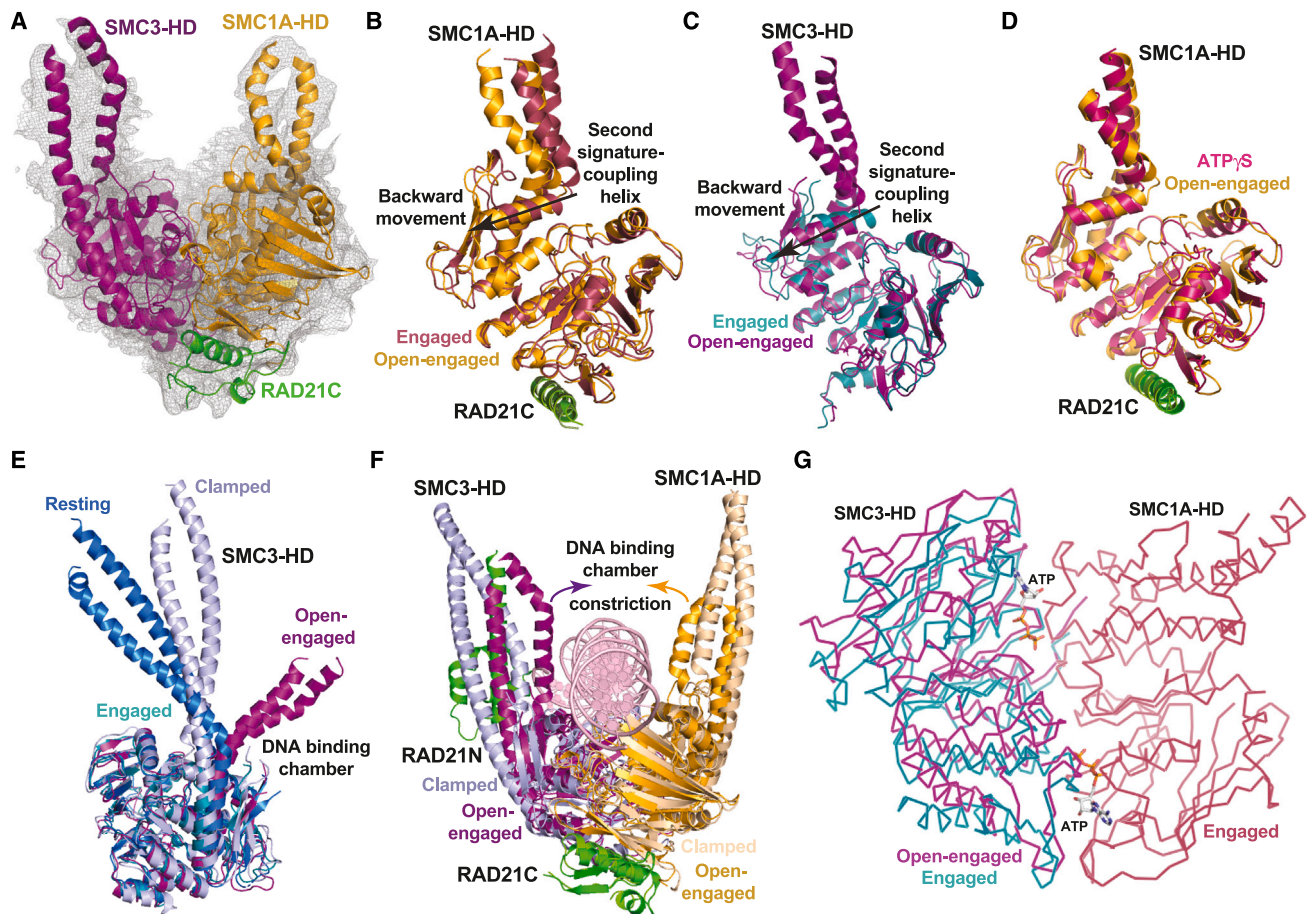 A
SMC3-HD
SMC1A-HD
RAD21C
B
SMC1A-HD
Second
signature-
coupling
helix
Backward
movement
Engaged
Open-engaged
RAD21C
C
SMC3-HD
Second
signature-
coupling
helix
Backward
movement
Engaged
Open-engaged
D
SMC1A-HD
ATPγS
Open-engaged
RAD21C
E
Resting
Clamped
SMC3-HD
Open-
engaged
Engaged
DNA binding
chamber
F
SMC3-HD
SMC1A-HD
DNA binding
chamber
constriction
RAD21N
Clamped
Open-
engaged
Clamped
Open-
engaged
RAD21C
G
SMC3-HD
SMC1A-HD
ATP
ATP
Engaged
Open-engaged
Engaged